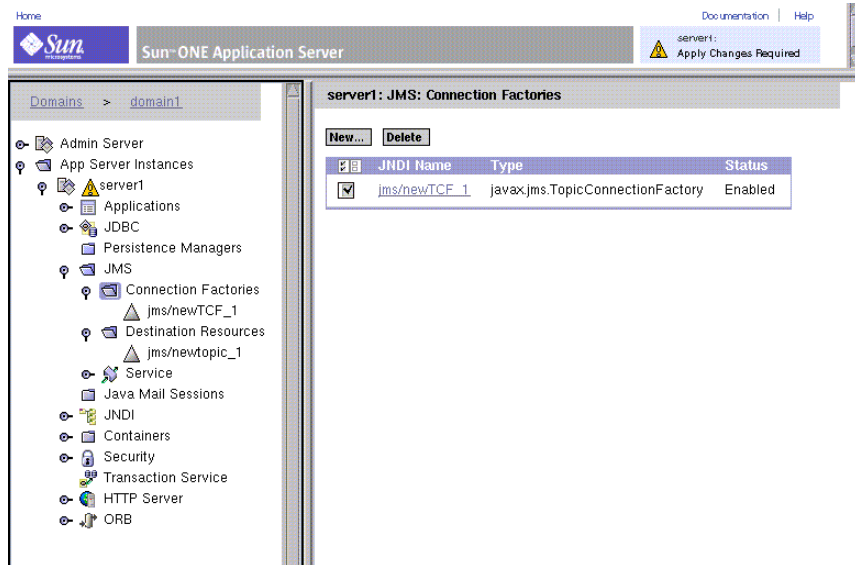 Home
Documentation | Help
Sun
microsystems
Sun™ONE Application Server
server1:
Apply Changes Required
Domains > domain1
Admin Server
App Server Instances
server1
Applications
JDBC
Persistence Managers
JMS
Connection Factories
jms/newTCF_1
Destination Resources
jms/newtopic_1
Service
Java Mail Sessions
JNDI
Containers
Security
Transaction Service
HTTP Server
ORB
server1: JMS: Connection Factories
New... Delete
JNDI Name Type Status
jms/newTCF_1 javax.jms.TopicConnectionFactory Enabled